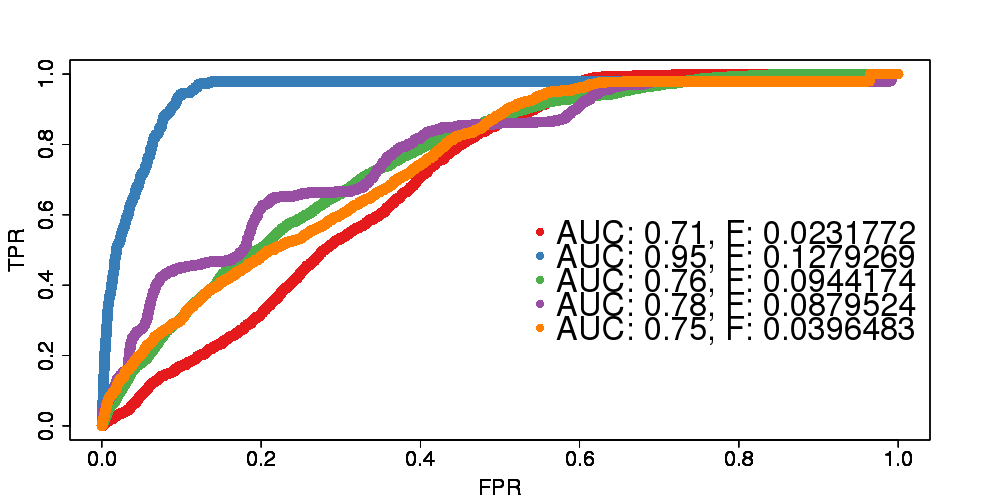 1.0
0.8
0.6
0.4
0.2
0.0
TPR
AUC: 0.71, F: 0.0231772
AUC: 0.95, F: 0.1279269
AUC: 0.76, F: 0.0944174
AUC: 0.78, F: 0.0879524
AUC: 0.75, F: 0.0396483
0.0 0.2 0.4 0.6 0.8 1.0
FPR